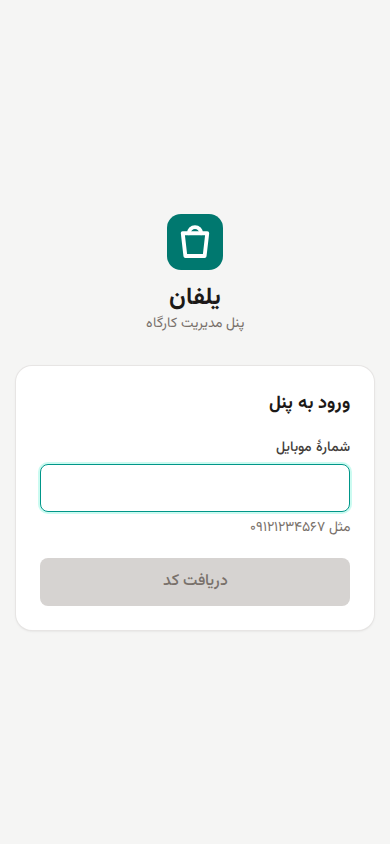 یلفان
پنل مدیریت کارگاه
ورود به پنل
شمارهٔ موبایل
مثل ۰۹۱۲۱۲۳۴۵۶۷
دریافت کد